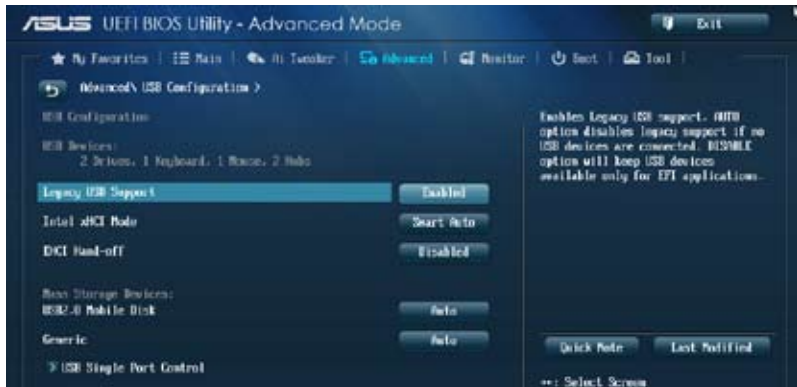 ASUS UEFI BIOS Utility - Advanced Mode
Exit
My Favorites | Main | Ai Tweaker | Advanced | Monitor | Boot | Tool |
Advanced\ USB Configuration >
USB Configuration
USB Devices:
2 Drives, 1 Keyboard, 1 Mouse, 2 Hubs
Legacy USB Support Enabled
Intel xHCI Mode Smart Auto
EHCI Hand-off Disabled
Mass Storage Devices:
USB2.0 Mobile Disk Auto
Generic Auto
> USB Single Port Control
Enables Legacy USB support. AUTO
option disables legacy support if no
USB devices are connected. DISABLE
option will keep USB devices
available only for EFI applications.
Quick Note Last Modified
↔: Select Screen